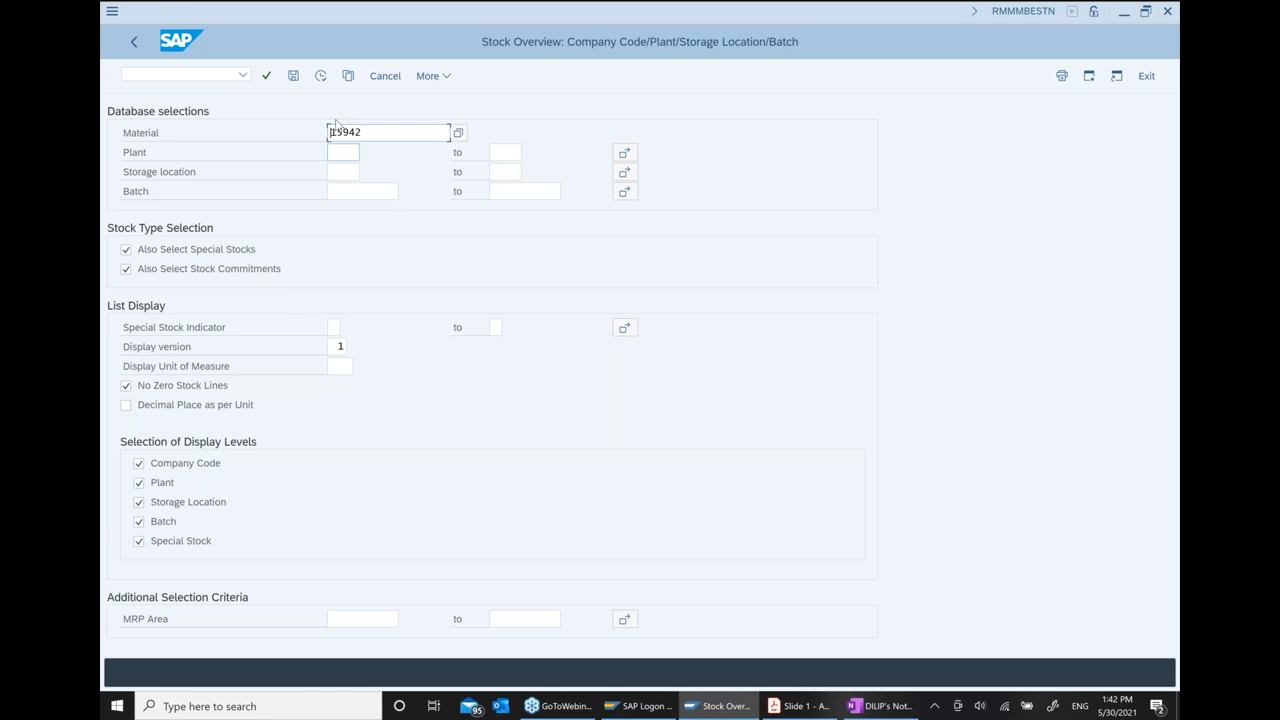 RMMMBESTN
SAP
Stock Overview: Company Code/Plant/Storage Location/Batch
Cancel More Exit
Database selections
Material 15942
Plant to
Storage location to
Batch to
Stock Type Selection
Also Select Special Stocks
Also Select Stock Commitments
List Display
Special Stock Indicator to
Display version 1
Display Unit of Measure
No Zero Stock Lines
Decimal Place as per Unit
Selection of Display Levels
Company Code
Plant
Storage Location
Batch
Special Stock
Additional Selection Criteria
MRP Area to
Type here to search 95 GoToWebin... SAP Logon ... Stock Over... Slide 1 - A... DILIP's Not... ENG 1:42 PM
5/30/2021 2